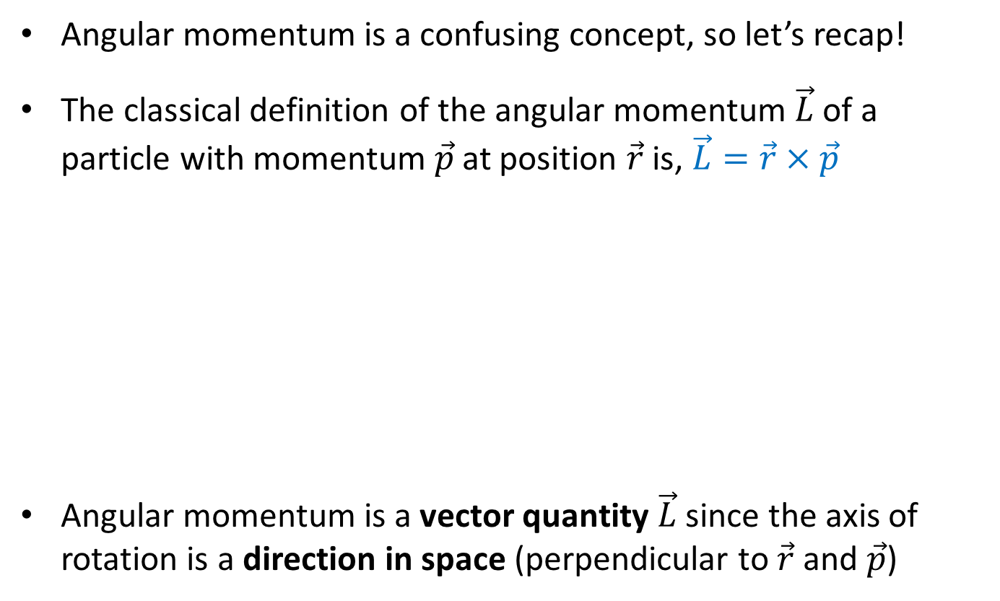 • Angular momentum is a confusing concept, so let’s recap!
• The classical definition of the angular momentum $\vec{L}$ of a
particle with momentum $\vec{p}$ at position $\vec{r}$ is, $\vec{L} = \vec{r} \times \vec{p}$
• Angular momentum is a vector quantity $\vec{L}$ since the axis of
rotation is a direction in space (perpendicular to $\vec{r}$ and $\vec{p}$)